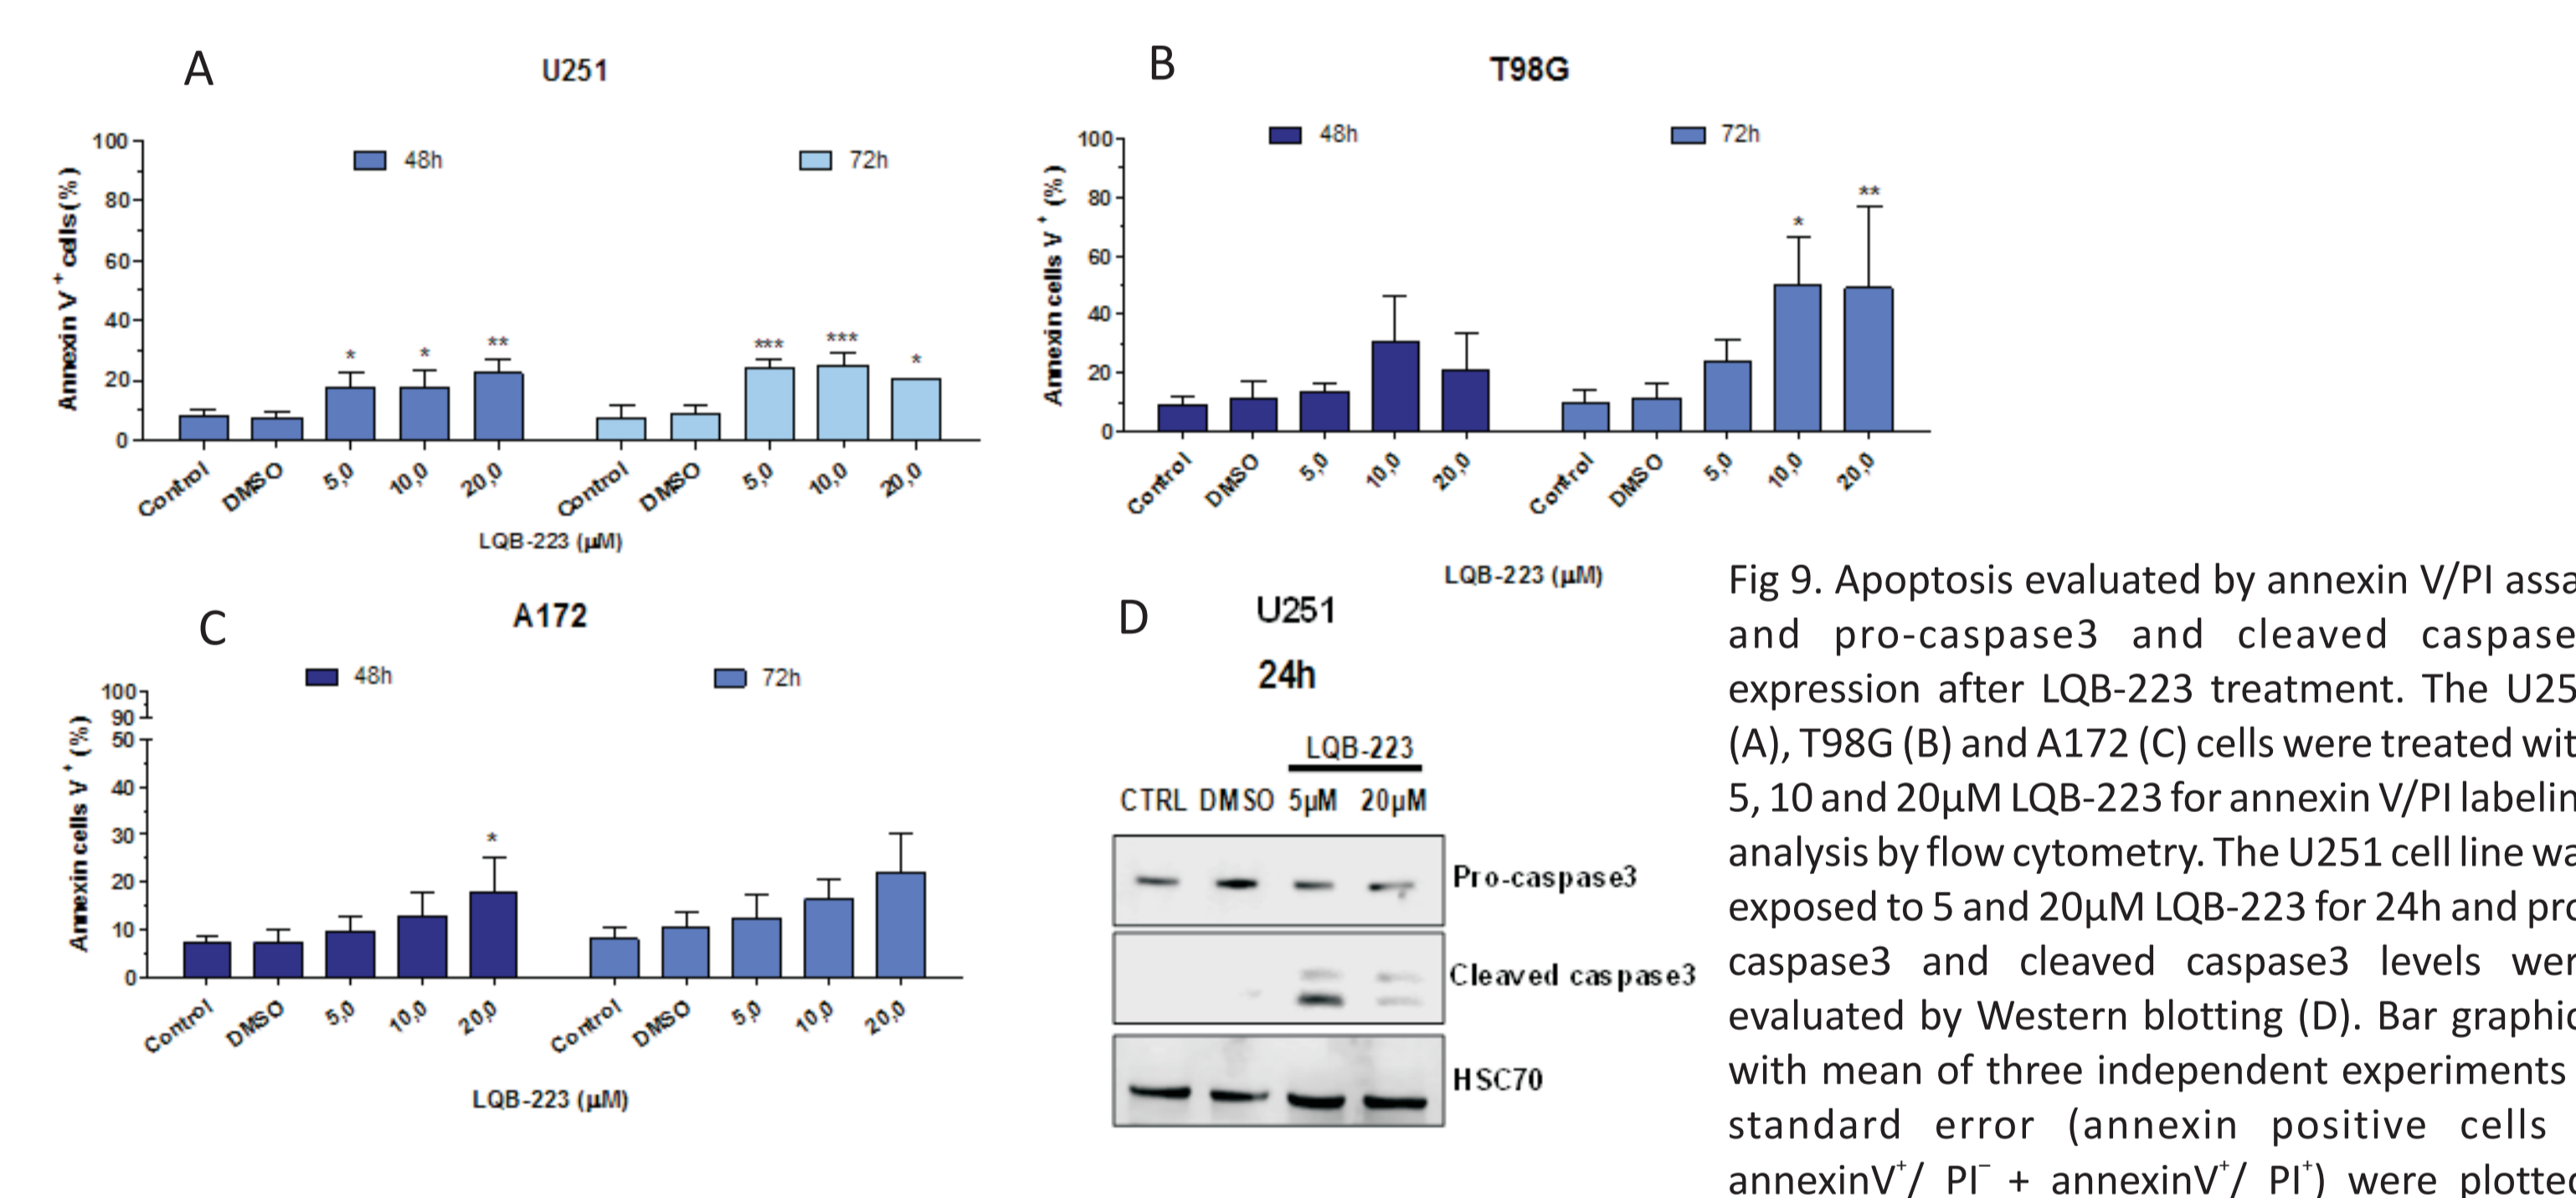 A
U251
100
80
60
40
20
0
Annexin V⁺ cells (%)
48h
72h
*
*
**
***
***
*
Control
DMSO
5,0
10,0
20,0
Control
DMSO
5,0
10,0
20,0
LQB-223 (µM)
B
T98G
100
80
60
40
20
0
Annexin cells V⁺ (%)
48h
72h
*
**
Control
DMSO
5,0
10,0
20,0
Control
DMSO
5,0
10,0
20,0
LQB-223 (µM)
C
A172
100
90
50
40
30
20
10
0
Annexin cells V⁺ (%)
48h
72h
*
Control
DMSO
5,0
10,0
20,0
Control
DMSO
5,0
10,0
20,0
LQB-223 (µM)
D
U251
24h
LQB-223
CTRL DMSO 5µM 20µM
Pro-caspase3
Cleaved caspase3
HSC70
Fig 9. Apoptosis evaluated by annexin V/PI assa
and pro-caspase3 and cleaved caspase
expression after LQB-223 treatment. The U25
(A), T98G (B) and A172 (C) cells were treated wit
5, 10 and 20µM LQB-223 for annexin V/PI labelin
analysis by flow cytometry. The U251 cell line wa
exposed to 5 and 20µM LQB-223 for 24h and pro
caspase3 and cleaved caspase3 levels wer
evaluated by Western blotting (D). Bar graphic
with mean of three independent experiments
standard error (annexin positive cells
annexinV⁺/ PI⁻ + annexinV⁺/ PI⁺) were plotted